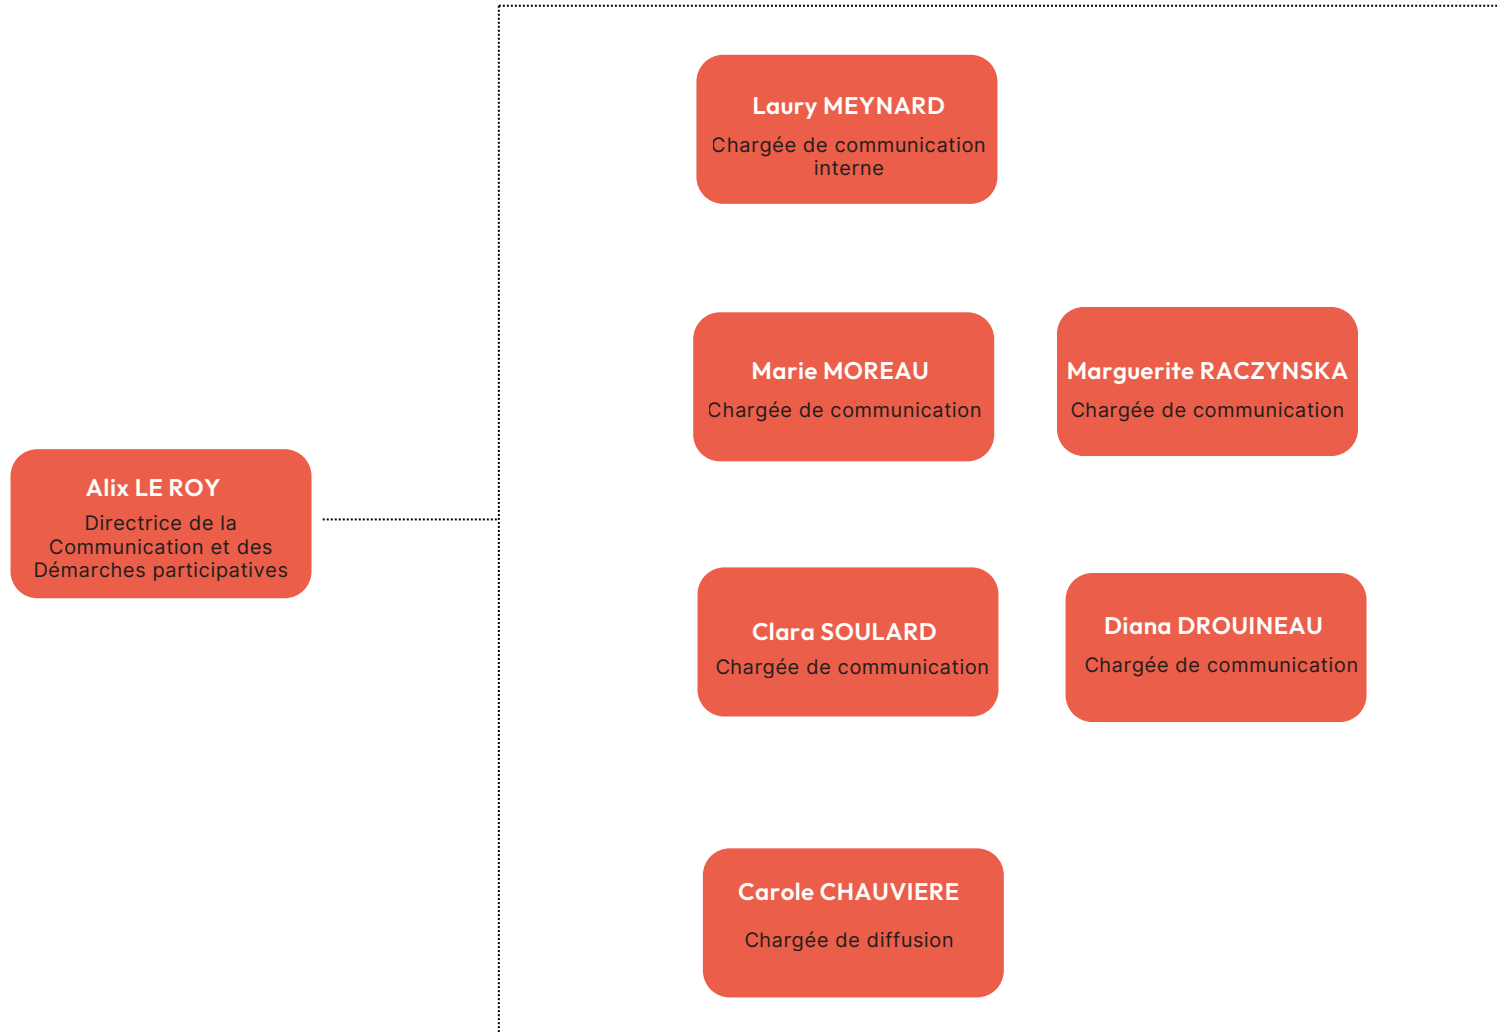 Laury MEYNARD
Chargée de communication
interne
Marie MOREAU
Chargée de communication
Marguerite RACZYNSKA
Chargée de communication
Alix LE ROY
Directrice de la
Communication et des
Démarches participatives
Clara SOULARD
Chargée de communication
Diana DROUINEAU
Chargée de communication
Carole CHAUVIERE
Chargée de diffusion